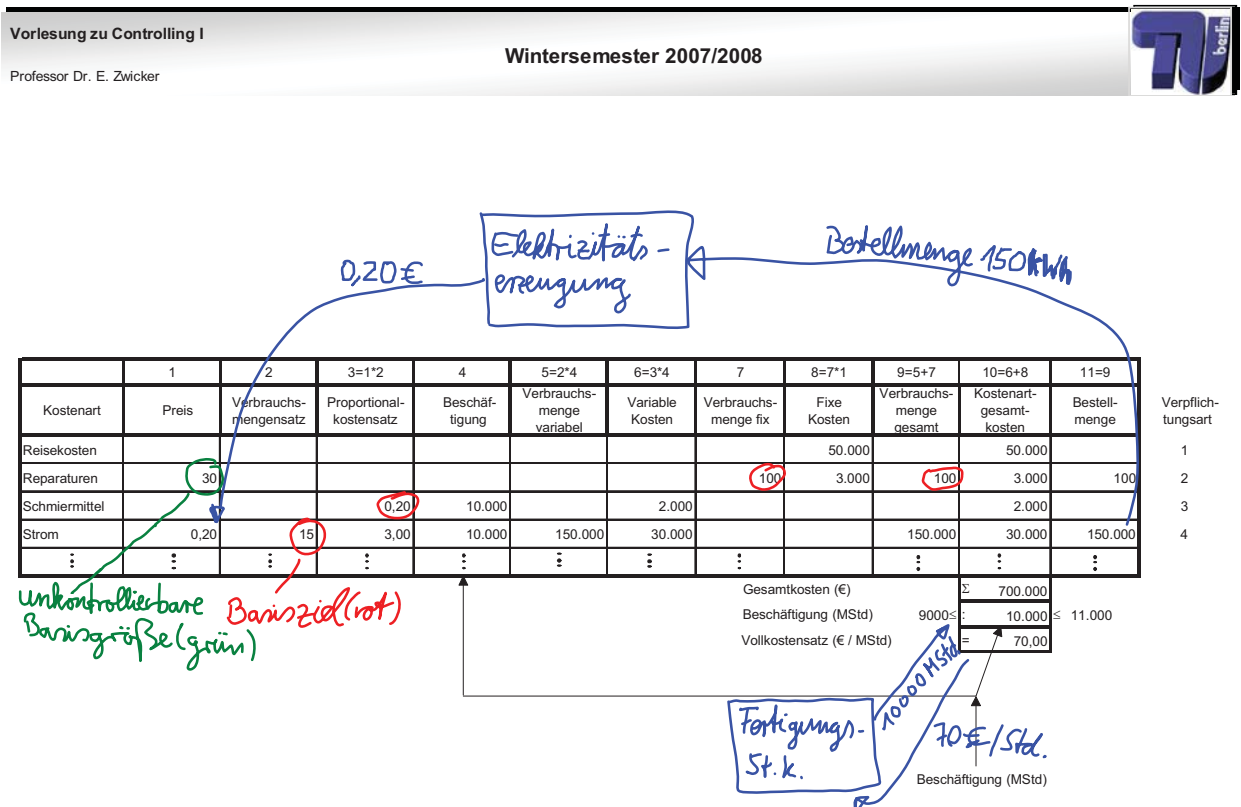 Vorlesung zu Controlling I
Wintersemester 2007/2008
Professor Dr. E. Zwicker
berlin
Elektrizitäts-
erzeugung
0,20 €
Bestellmenge 150 kWh
1 2 3=1*2 4 5=2*4 6=3*4 7 8=7*1 9=5+7 10=6+8 11=9
Kostenart Preis Verbrauchs-mengensatz Proportional-kostensatz Beschäf-tigung Verbrauchs-menge variabel Variable Kosten Verbrauchs-menge fix Fixe Kosten Verbrauchs-menge gesamt Kostenart-gesamt-kosten Bestell-menge Verpflich-tungsart
Reisekosten 50.000 50.000 1
Reparaturen 30 100 3.000 100 3.000 100 2
Schmiermittel 0,20 10.000 2.000 2.000 3
Strom 0,20 15 3,00 10.000 150.000 30.000 150.000 30.000 150.000 4
unkontrollierbare
Basisgröße (grün)
Basisziel (rot)
Gesamtkosten (€) Σ 700.000
Beschäftigung (MStd) 9000≤ : 10.000 ≤ 11.000
Vollkostensatz (€ / MStd) = 70,00
10000 MStd.
Fertigungs-
St. k.
70 €/Std.
Beschäftigung (MStd)